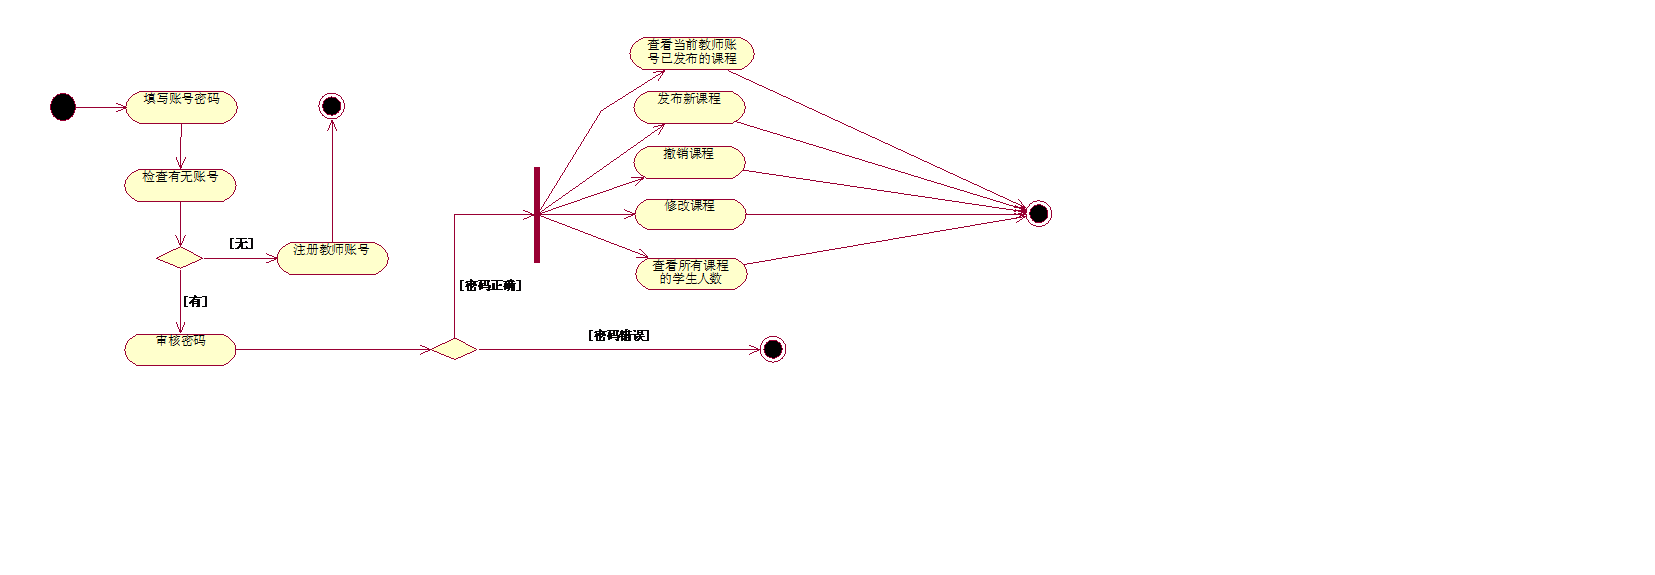 查看当前教师账
号已发布的课程
填写账号密码
发布新课程
撤销课程
检查有无账号
修改课程
[无]
注册教师账号
查看所有课程
的学生人数
[密码正确]
[有]
审核密码
[密码错误]